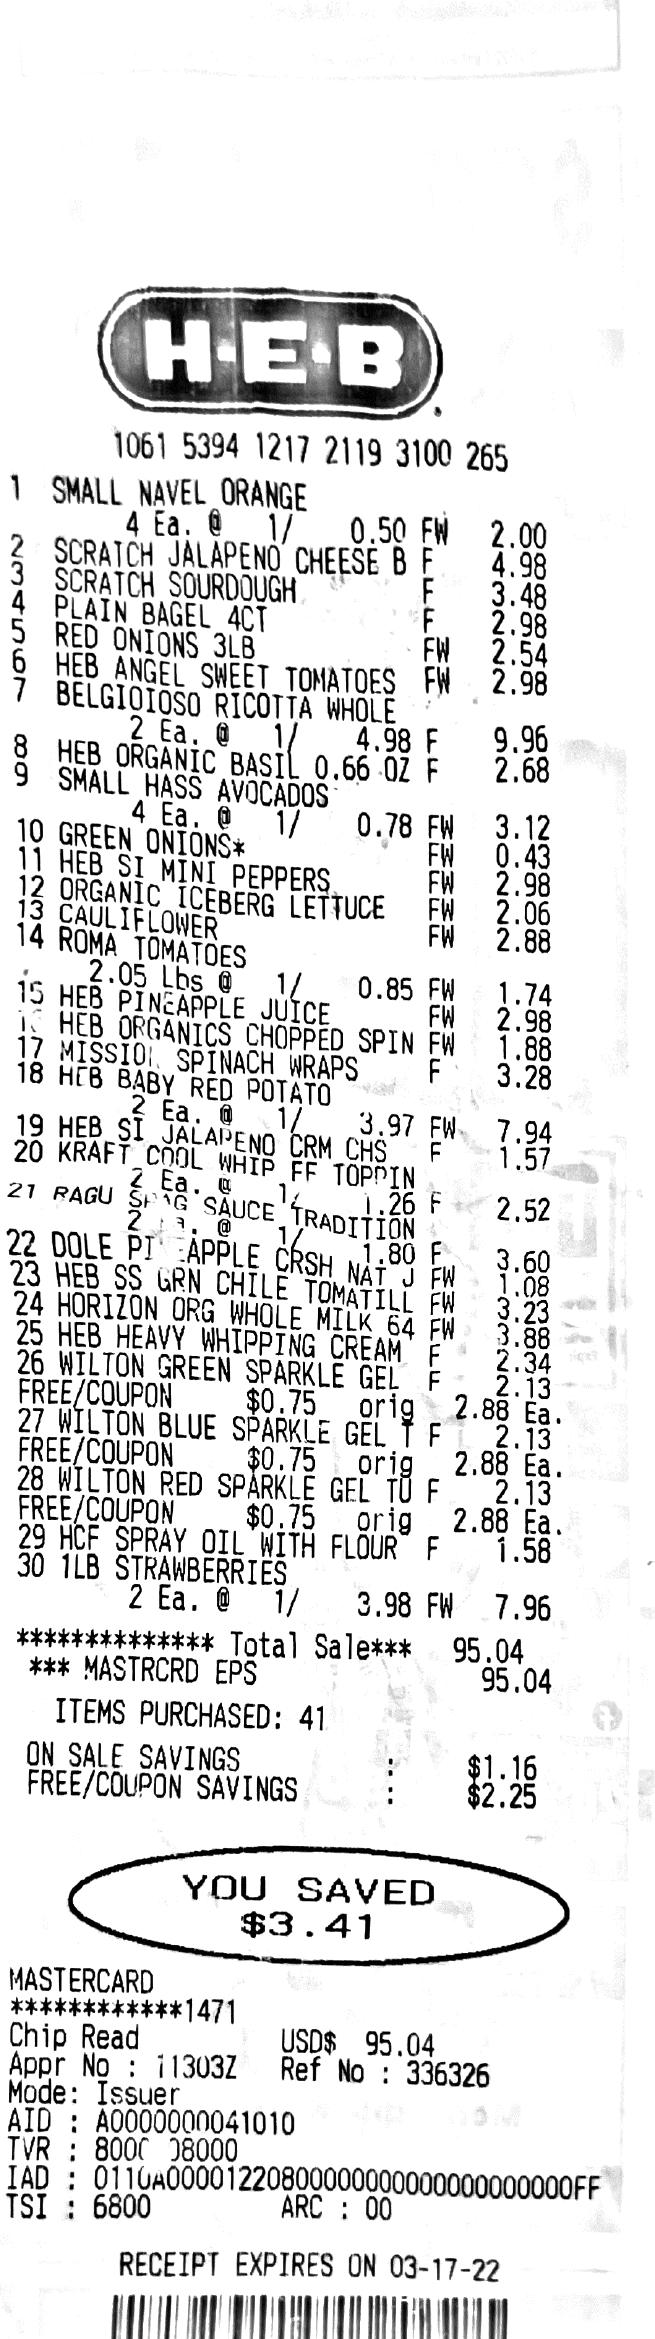 H-E-B
1061 5394 1217 2119 3100 265
1 SMALL NAVEL ORANGE
4 Ea. @ 1/ 0.50 FW 2.00
2 SCRATCH JALAPENO CHEESE B F 4.98
3 SCRATCH SOURDOUGH F 3.48
4 PLAIN BAGEL 4CT F 2.98
5 RED ONIONS 3LB FW 2.54
6 HEB ANGEL SWEET TOMATOES FW 2.98
7 BELGIOIOSO RICOTTA WHOLE
2 Ea. @ 1/ 4.98 F 9.96
8 HEB ORGANIC BASIL 0.66 OZ F 2.68
9 SMALL HASS AVOCADOS
4 Ea. @ 1/ 0.78 FW 3.12
10 GREEN ONIONS* FW 0.43
11 HEB SI MINI PEPPERS FW 2.98
12 ORGANIC ICEBERG LETTUCE FW 2.06
13 CAULIFLOWER FW 2.88
14 ROMA TOMATOES
2.05 Lbs @ 1/ 0.85 FW 1.74
15 HEB PINEAPPLE JUICE FW 2.98
HEB ORGANICS CHOPPED SPIN FW 1.88
17 MISSION SPINACH WRAPS F 3.28
18 HEB BABY RED POTATO
2 Ea. @ 1/ 3.97 FW 7.94
19 HEB SI JALAPENO CRM CHS F 1.57
20 KRAFT COOL WHIP FF TOPPIN
2 Ea. @ 1/ 1.26 F 2.52
21 RAGU SAUCE TRADITION
2 @ 1/ 1.80 F 3.60
22 DOLE CRSH NAT J FW 1.08
23 HEB SS GRN CHILE TOMATILL FW 3.23
24 HORIZON ORG WHOLE MILK 64 FW 3.88
25 HEB HEAVY WHIPPING CREAM F 2.34
26 WILTON GREEN SPARKLE GEL F 2.13
FREE/COUPON $0.75 orig 2.88 Ea.
27 WILTON BLUE SPARKLE GEL T F 2.13
FREE/COUPON $0.75 orig 2.88 Ea.
28 WILTON RED SPARKLE GEL TU F 2.13
FREE/COUPON $0.75 orig 2.88 Ea.
29 HCF SPRAY OIL WITH FLOUR F 1.58
30 1LB STRAWBERRIES
2 Ea. @ 1/ 3.98 FW 7.96
************** Total Sale*** 95.04
*** MASTRCRD EPS 95.04
ITEMS PURCHASED: 41
ON SALE SAVINGS : $1.16
FREE/COUPON SAVINGS : $2.25
YOU SAVED
$3.41
MASTERCARD
************1471
Chip Read USD$ 95.04
Appr No : 11303Z Ref No : 336326
Mode: Issuer
AID : A0000000041010
TVR :
IAD :
TSI : 6800 ARC : 00
RECEIPT EXPIRES ON 03-17-22